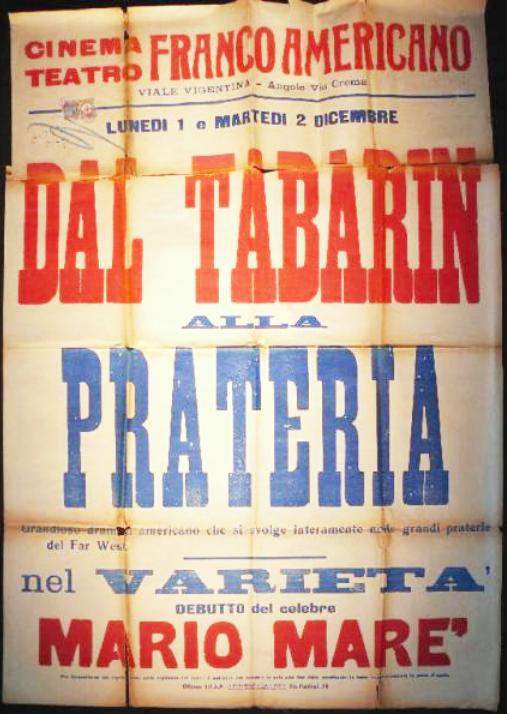 CINEMA TEATRO FRANCO AMERICANO
VIALE VIGENTINA - Angolo Via Crema
LUNEDI 1 e MARTEDI 2 DICEMBRE
DAL TABARIN
ALLA
PRATERIA
Grandioso dramma americano che si svolge interamente nelle grandi praterie
del Far West
nel VARIETA'
DEBUTTO del celebre
MARIO MARE'